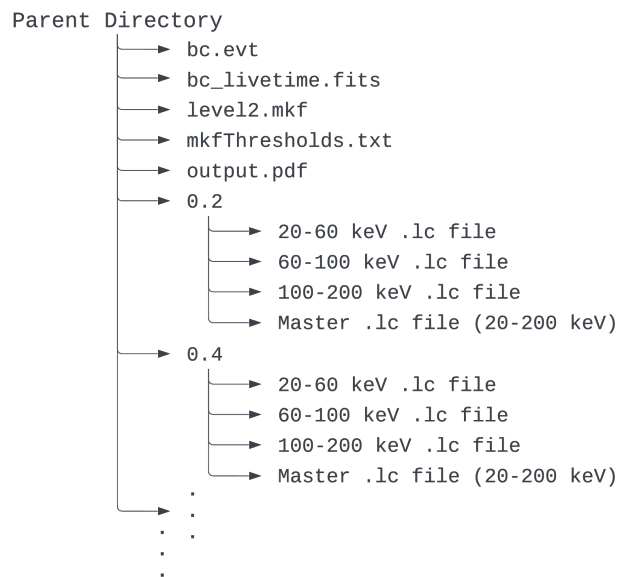 Parent Directory
bc.evt
bc_livetime.fits
level2.mkf
mkfThresholds.txt
output.pdf
0.2
20-60 keV .lc file
60-100 keV .lc file
100-200 keV .lc file
Master .lc file (20-200 keV)
0.4
20-60 keV .lc file
60-100 keV .lc file
100-200 keV .lc file
Master .lc file (20-200 keV)